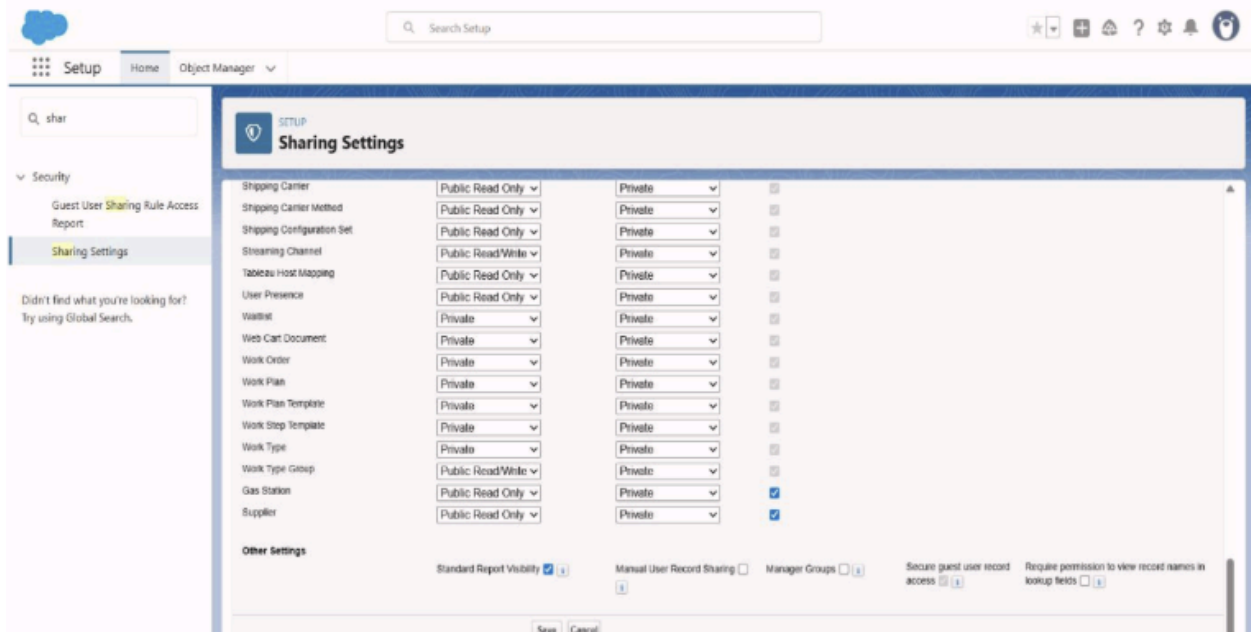 Search Setup
Setup Home Object Manager
shar
SETUP
Sharing Settings
Security
Guest User Sharing Rule Access
Report
Sharing Settings
Didn't find what you're looking for?
Try using Global Search.
Shipping Carrier Public Read Only Private
Shipping Carrier Method Public Read Only Private
Shipping Configuration Set Public Read Only Private
Streaming Channel Public Read/Write Private
Tableau Host Mapping Public Read Only Private
User Presence Public Read Only Private
Waitlist Private Private
Web Cart Document Private Private
Work Order Private Private
Work Plan Private Private
Work Plan Template Private Private
Work Step Template Private Private
Work Type Private Private
Work Type Group Public Read/Write Private
Gas Station Public Read Only Private
Supplier Public Read Only Private
Other Settings
Standard Report Visibility i Manual User Record Sharing i Manager Groups i
Secure guest user record
access i
Require permission to view record names in
lookup fields i
Save Cancel